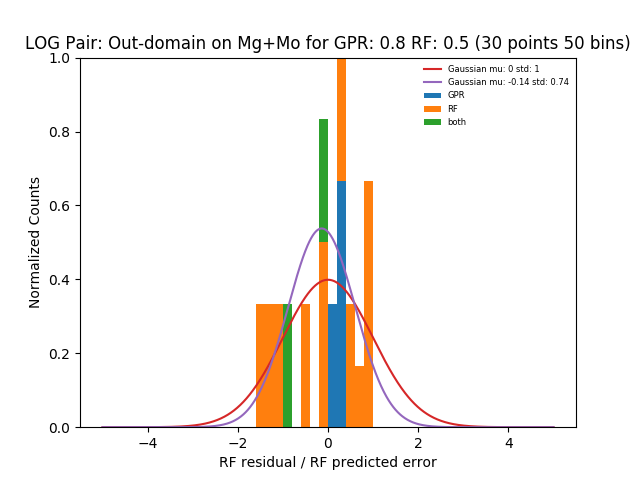 LOG Pair: Out-domain on Mg+Mo for GPR: 0.8 RF: 0.5 (30 points 50 bins)
Gaussian mu: 0 std: 1
Gaussian mu: -0.14 std: 0.74
GPR
RF
both
1.0
0.8
0.6
0.4
0.2
0.0
Normalized Counts
−4 −2 0 2 4
RF residual / RF predicted error